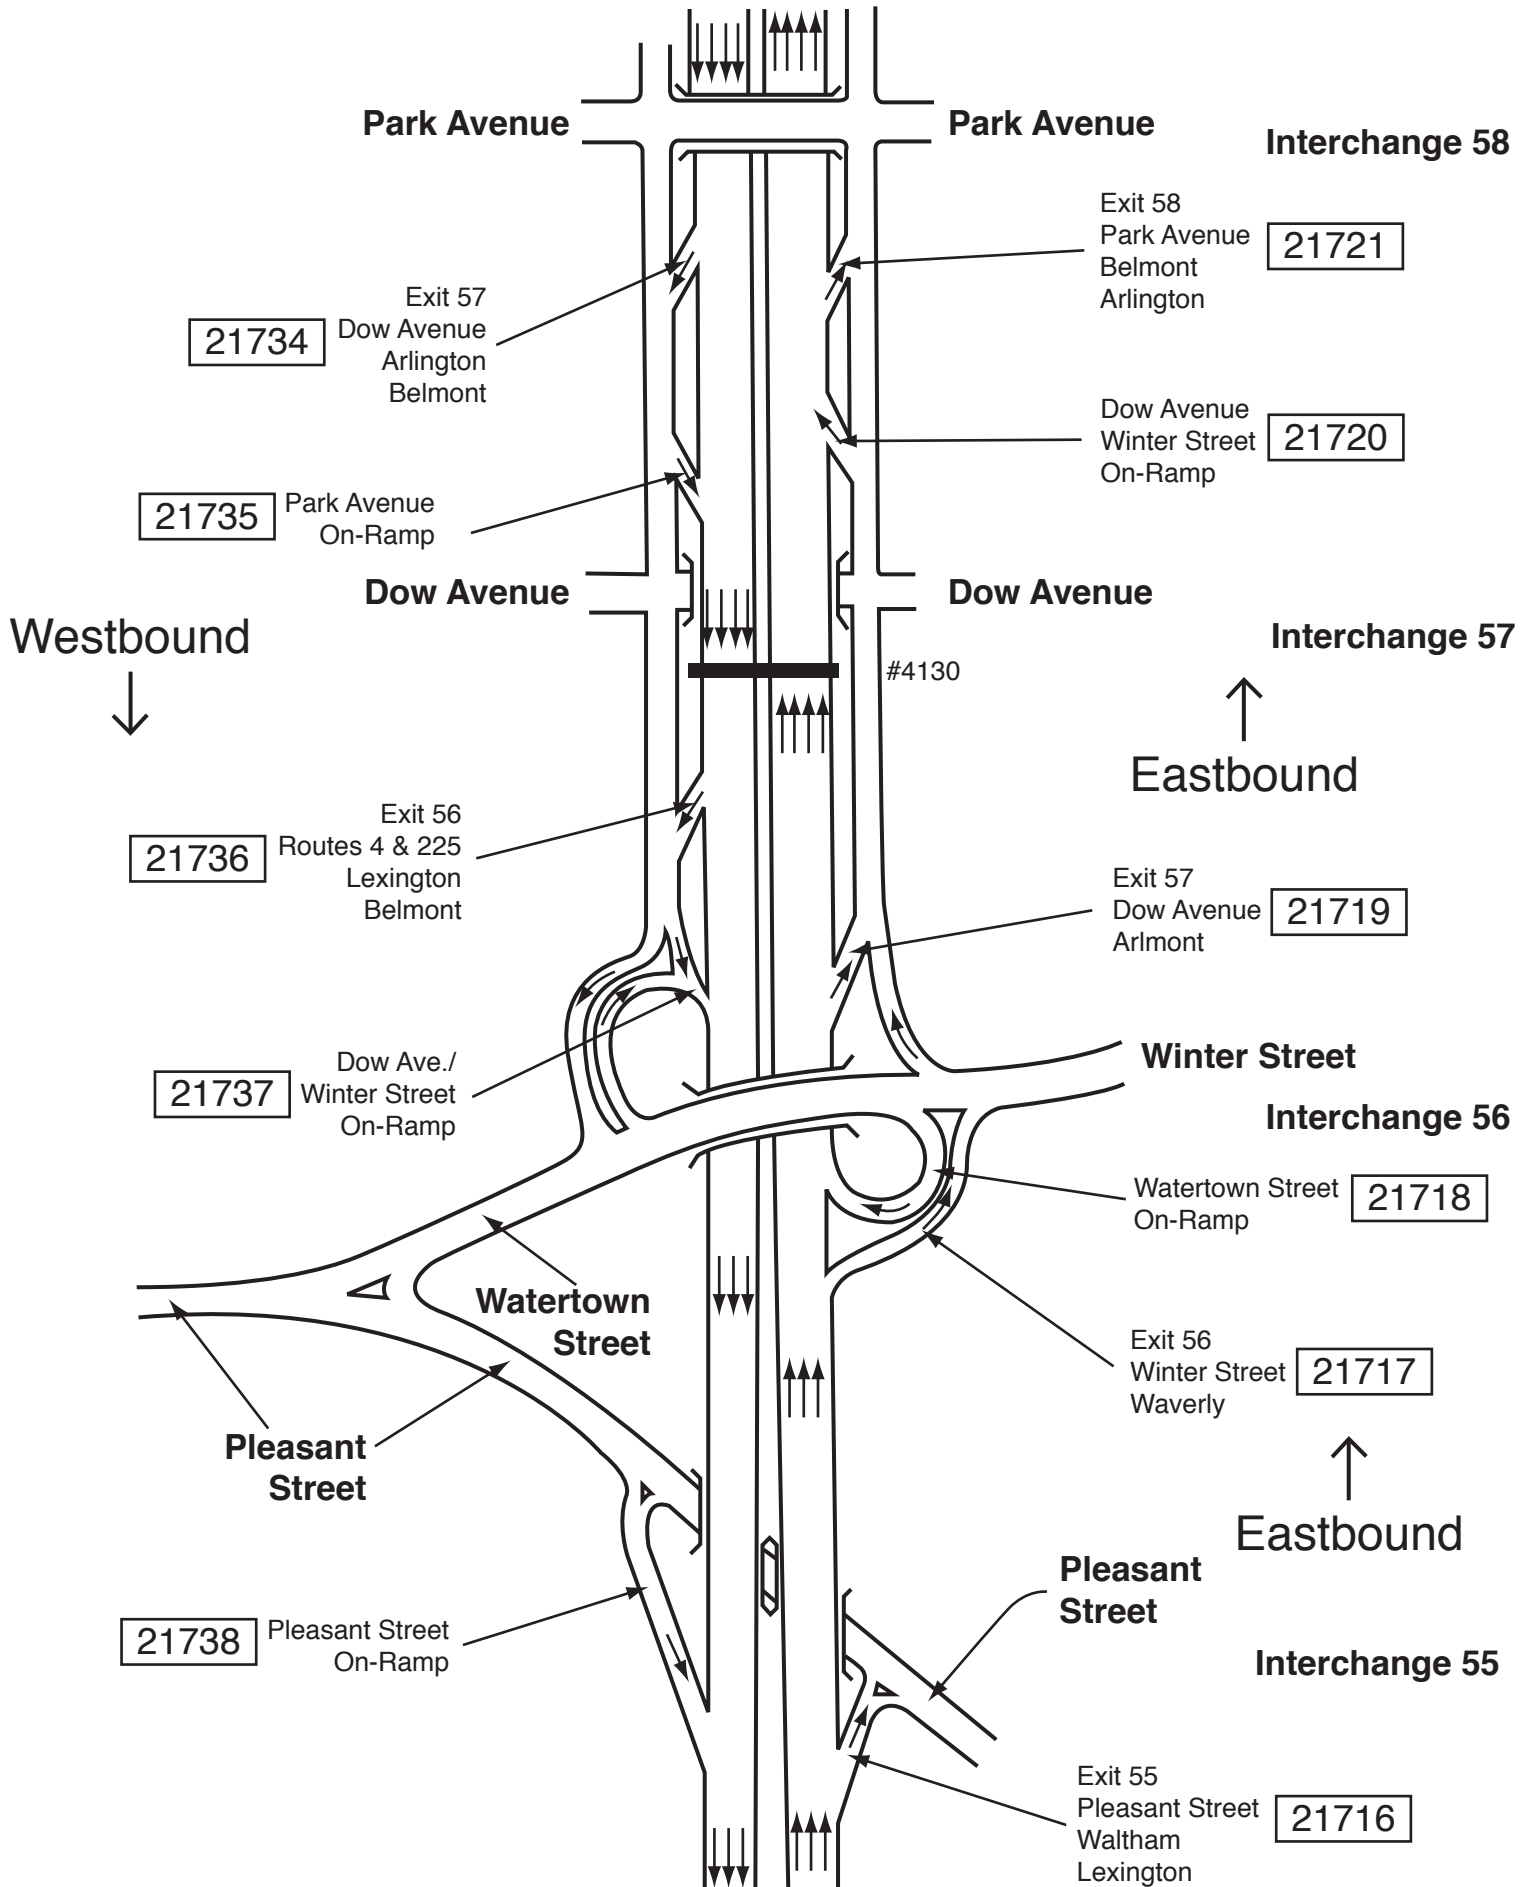 Park Avenue
Park Avenue
Interchange 58
Exit 58
Park Avenue
Belmont
Arlington
21721
Exit 57
Dow Avenue
Arlington
Belmont
21734
Dow Avenue
Winter Street
On-Ramp
21720
21735
Park Avenue
On-Ramp
Dow Avenue
Dow Avenue
Westbound
Interchange 57
#4130
Eastbound
Exit 56
Routes 4 & 225
Lexington
Belmont
21736
Exit 57
Dow Avenue
Arlmont
21719
Dow Ave./
Winter Street
On-Ramp
21737
Winter Street
Interchange 56
Watertown Street
On-Ramp
21718
Watertown
Street
Exit 56
Winter Street
Waverly
21717
Pleasant
Street
Eastbound
Pleasant
Street
21738
Pleasant Street
On-Ramp
Interchange 55
Exit 55
Pleasant Street
Waltham
Lexington
21716